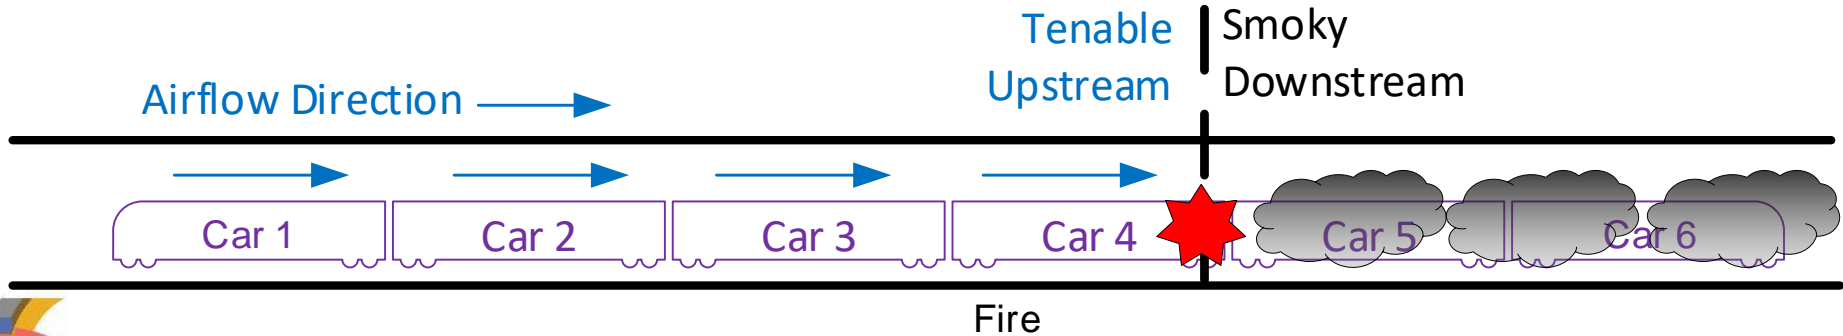 Tenable
Upstream
Smoky
Downstream
Airflow Direction
Car 1
Car 2
Car 3
Car 4
Car 5
Car 6
Fire